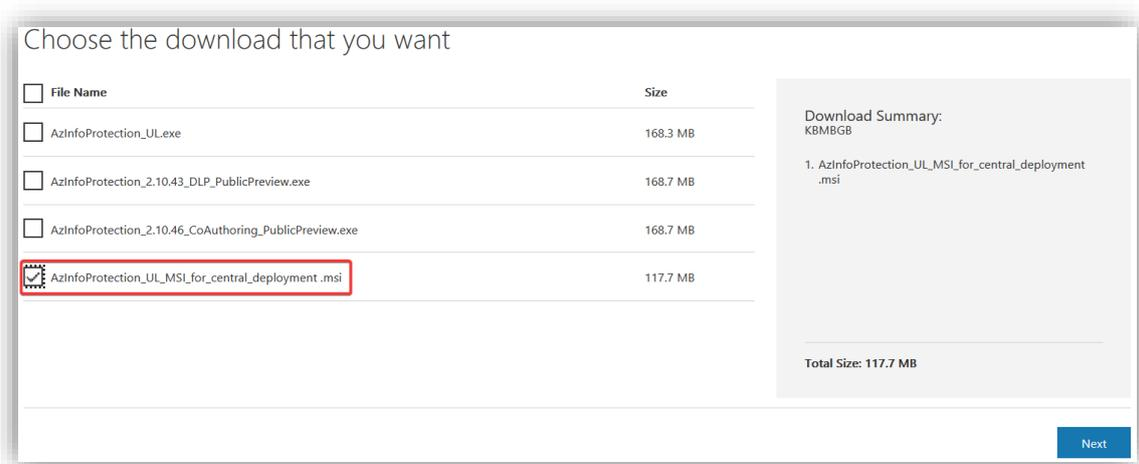 Choose the download that you want
File Name Size
AzInfoProtection_UL.exe 168.3 MB
AzInfoProtection_2.10.43_DLP_PublicPreview.exe 168.7 MB
AzInfoProtection_2.10.46_CoAuthoring_PublicPreview.exe 168.7 MB
AzInfoProtection_UL_MSI_for_central_deployment .msi 117.7 MB
Download Summary:
KBMBGB
1. AzInfoProtection_UL_MSI_for_central_deployment
.msi
Total Size: 117.7 MB
Next